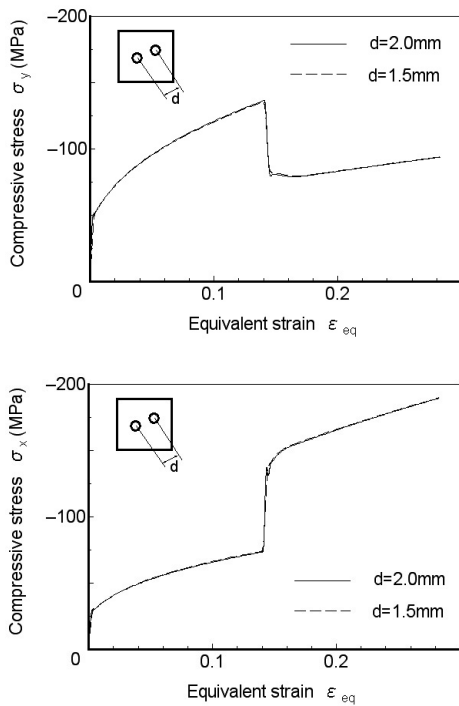 –200
d=2.0mm
d=1.5mm
d
Compressive stress σy (MPa)
–100
0
0.1
0.2
Equivalent strain εeq
–200
d
Compressive stress σx (MPa)
–100
d=2.0mm
d=1.5mm
0
0.1
0.2
Equivalent strain εeq